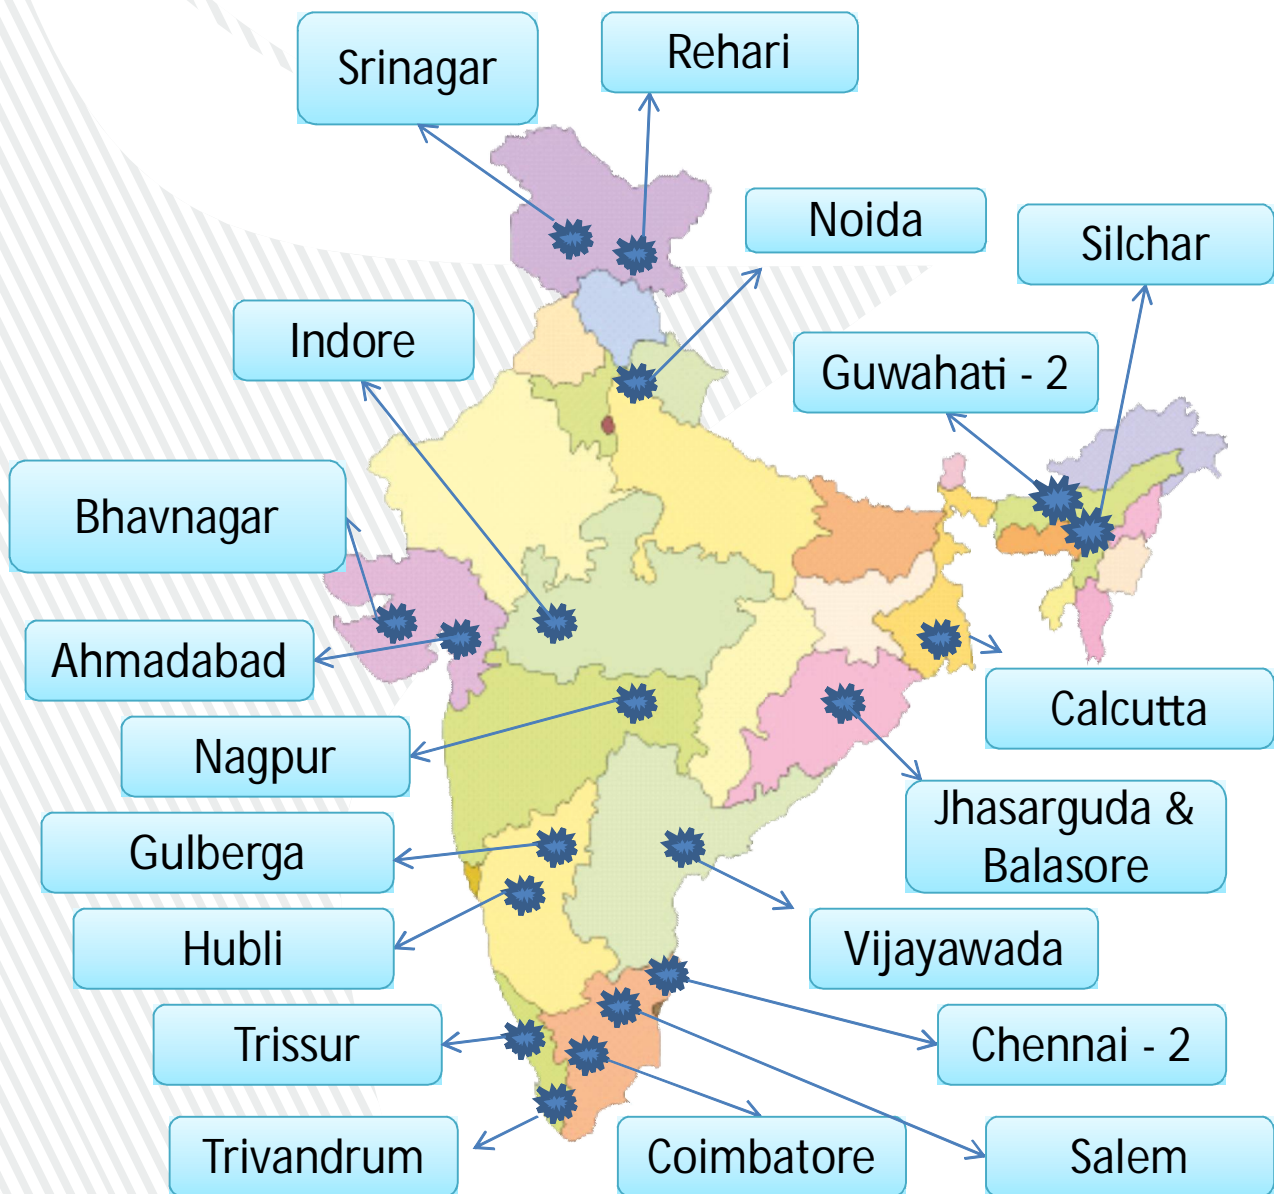 Srinagar
Rehari
Noida
Silchar
Indore
Guwahati - 2
Bhavnagar
Ahmadabad
Calcutta
Nagpur
Jhasarguda &
Balasore
Gulberga
Hubli
Vijayawada
Trissur
Chennai - 2
Trivandrum
Coimbatore
Salem